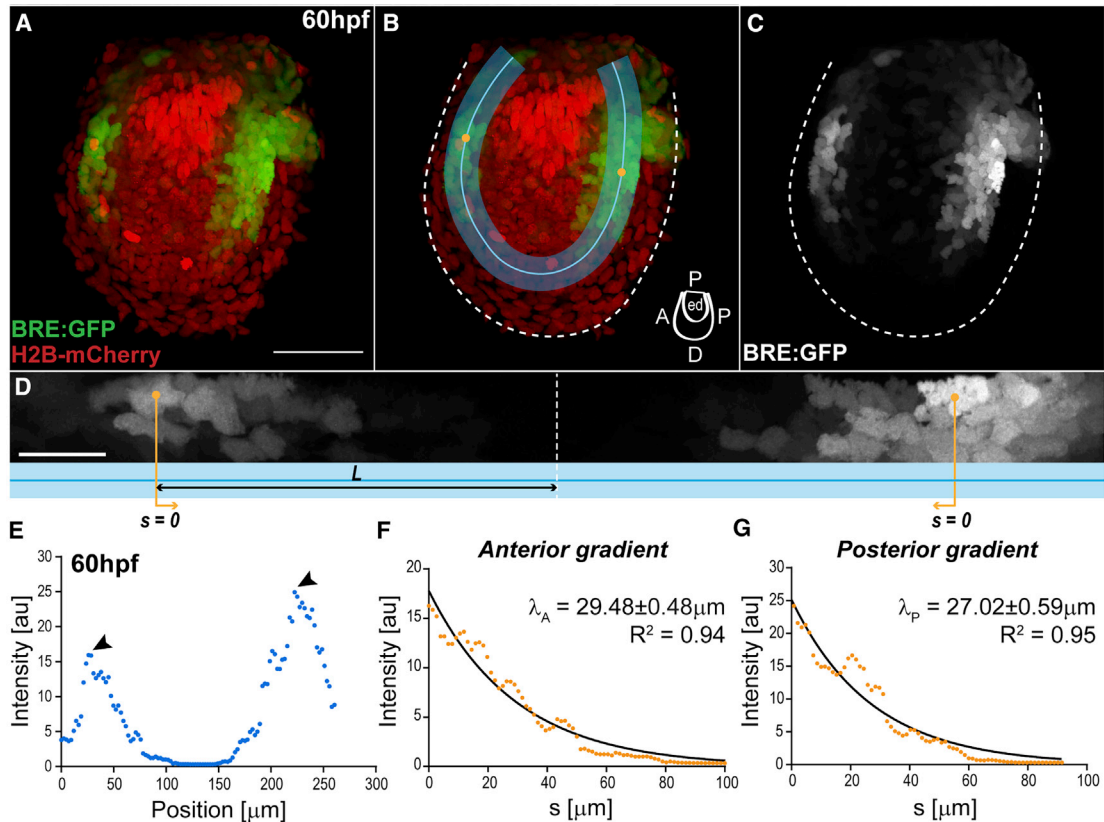 A
60hpf
BRE:GFP
H2B-mCherry
B
P
ed
A
P
D
C
BRE:GFP
D
L
s = 0
s = 0
E
60hpf
Intensity [au]
30
25
20
15
10
5
0
0
50
100
150
200
250
300
Position [μm]
F
Anterior gradient
λA = 29.48±0.48μm
R² = 0.94
Intensity [au]
20
15
10
5
0
0
20
40
60
80
100
s [μm]
G
Posterior gradient
λP = 27.02±0.59μm
R² = 0.95
Intensity [au]
30
25
20
15
10
5
0
0
20
40
60
80
100
s [μm]